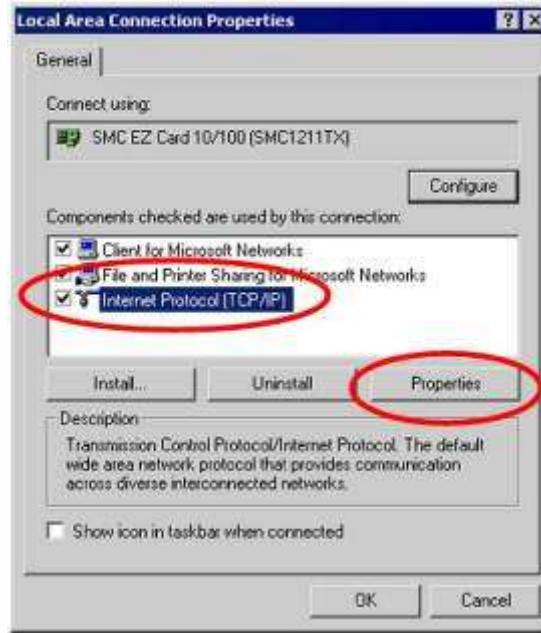 Local Area Connection Properties
General
Connect using:
SMC EZ Card 10/100 (SMC1211TX)
Configure
Components checked are used by this connection:
Client for Microsoft Networks
File and Printer Sharing for Microsoft Networks
Internet Protocol (TCP/IP)
Install...
Uninstall
Properties
Description
Transmission Control Protocol/Internet Protocol. The default
wide area network protocol that provides communication
across diverse interconnected networks.
Show icon in taskbar when connected
OK
Cancel